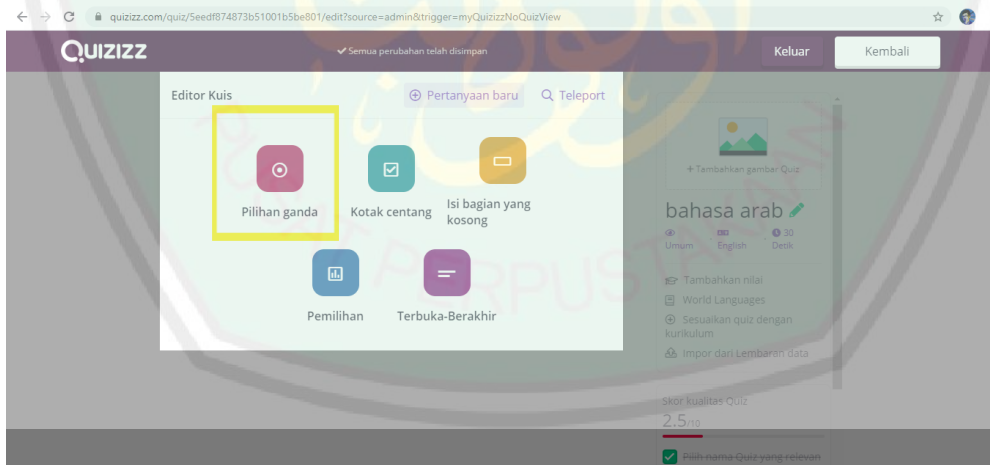 quizizz.com/quiz/5eedf874873b51001b5be801/edit?source=admin&trigger=myQuizizzNoQuizView
QUIZIZZ
Semua perubahan telah disimpan
Keluar
Kembali
Editor Kuis
Pertanyaan baru
Teleport
Pilihan ganda
Kotak centang
Isi bagian yang
kosong
Pemilihan
Terbuka-Berakhir
+ Tambahkan gambar Quiz
bahasa arab
Umum
English
30
Detik
Tambahkan nilai
World Languages
Sesuaikan quiz dengan
kurikulum
Impor dari Lembaran data
Skor kualitas Quiz
2.5/10
Pilih nama Quiz yang relevan
PUSAT PERPUSTAKAAN